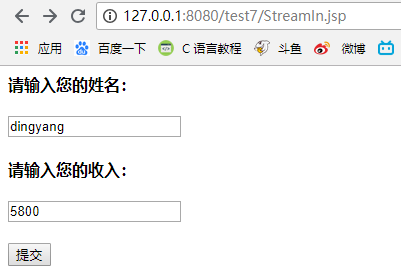 127.0.0.1:8080/test7/StreamIn.jsp
应用 百度一下 C 语言教程 斗鱼 微博
请输入您的姓名：
dingyang
请输入您的收入：
5800
提交